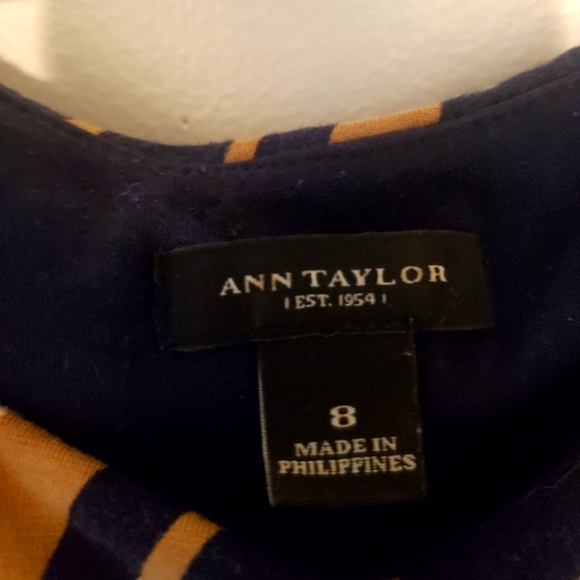 ANN TAYLOR
| EST. 1954 |
8
MADE IN
PHILIPPINES